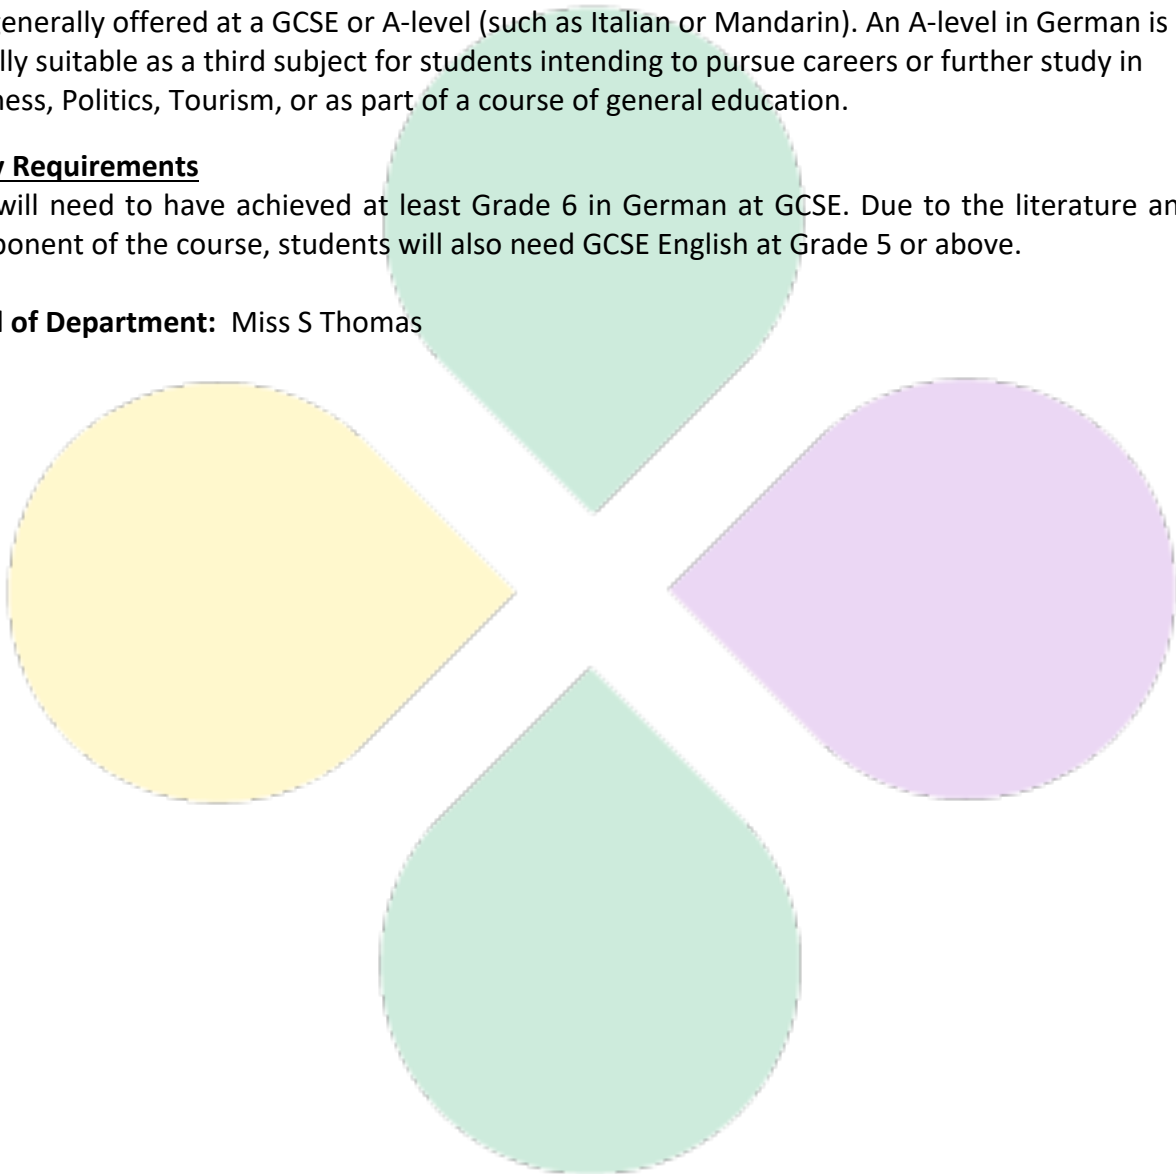 generally offered at a GCSE or A-level (such as Italian or Mandarin). An A-level in German is
lly suitable as a third subject for students intending to pursue careers or further study in
ness, Politics, Tourism, or as part of a course of general education.
y Requirements
will need to have achieved at least Grade 6 in German at GCSE. Due to the literature an
ponent of the course, students will also need GCSE English at Grade 5 or above.
of Department: Miss S Thomas